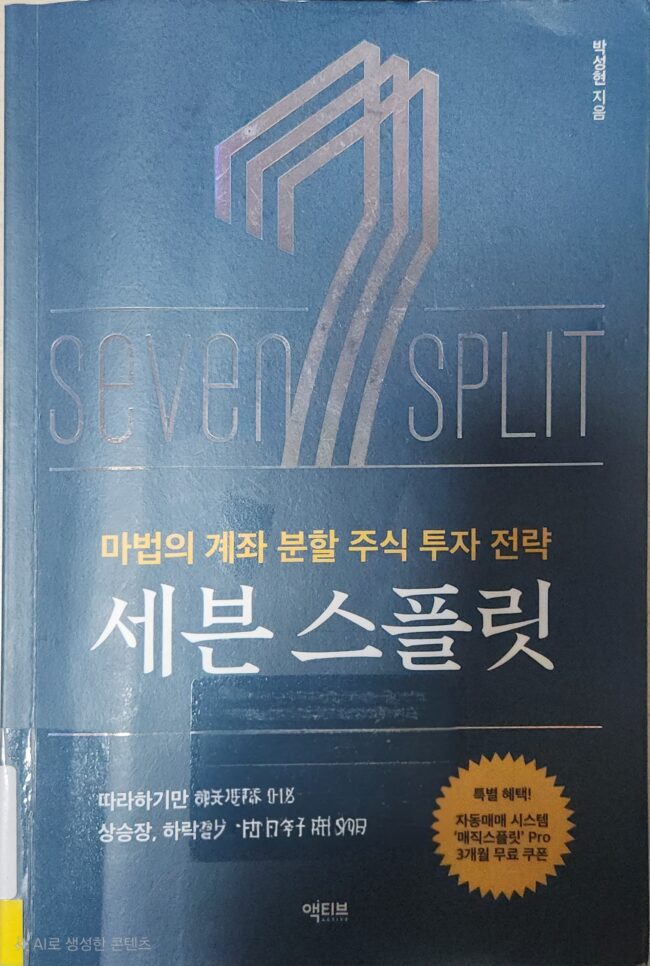 박성현 지음
seven SPLIT
마법의 계좌 분할 주식 투자 전략
세븐 스플릿
따라하기만
상승장, 
특별 혜택!
자동매매 시스템
'매직스플릿' Pro
3개월 무료 쿠폰
액티브
ACTIVE
AI로 생성한 콘텐츠